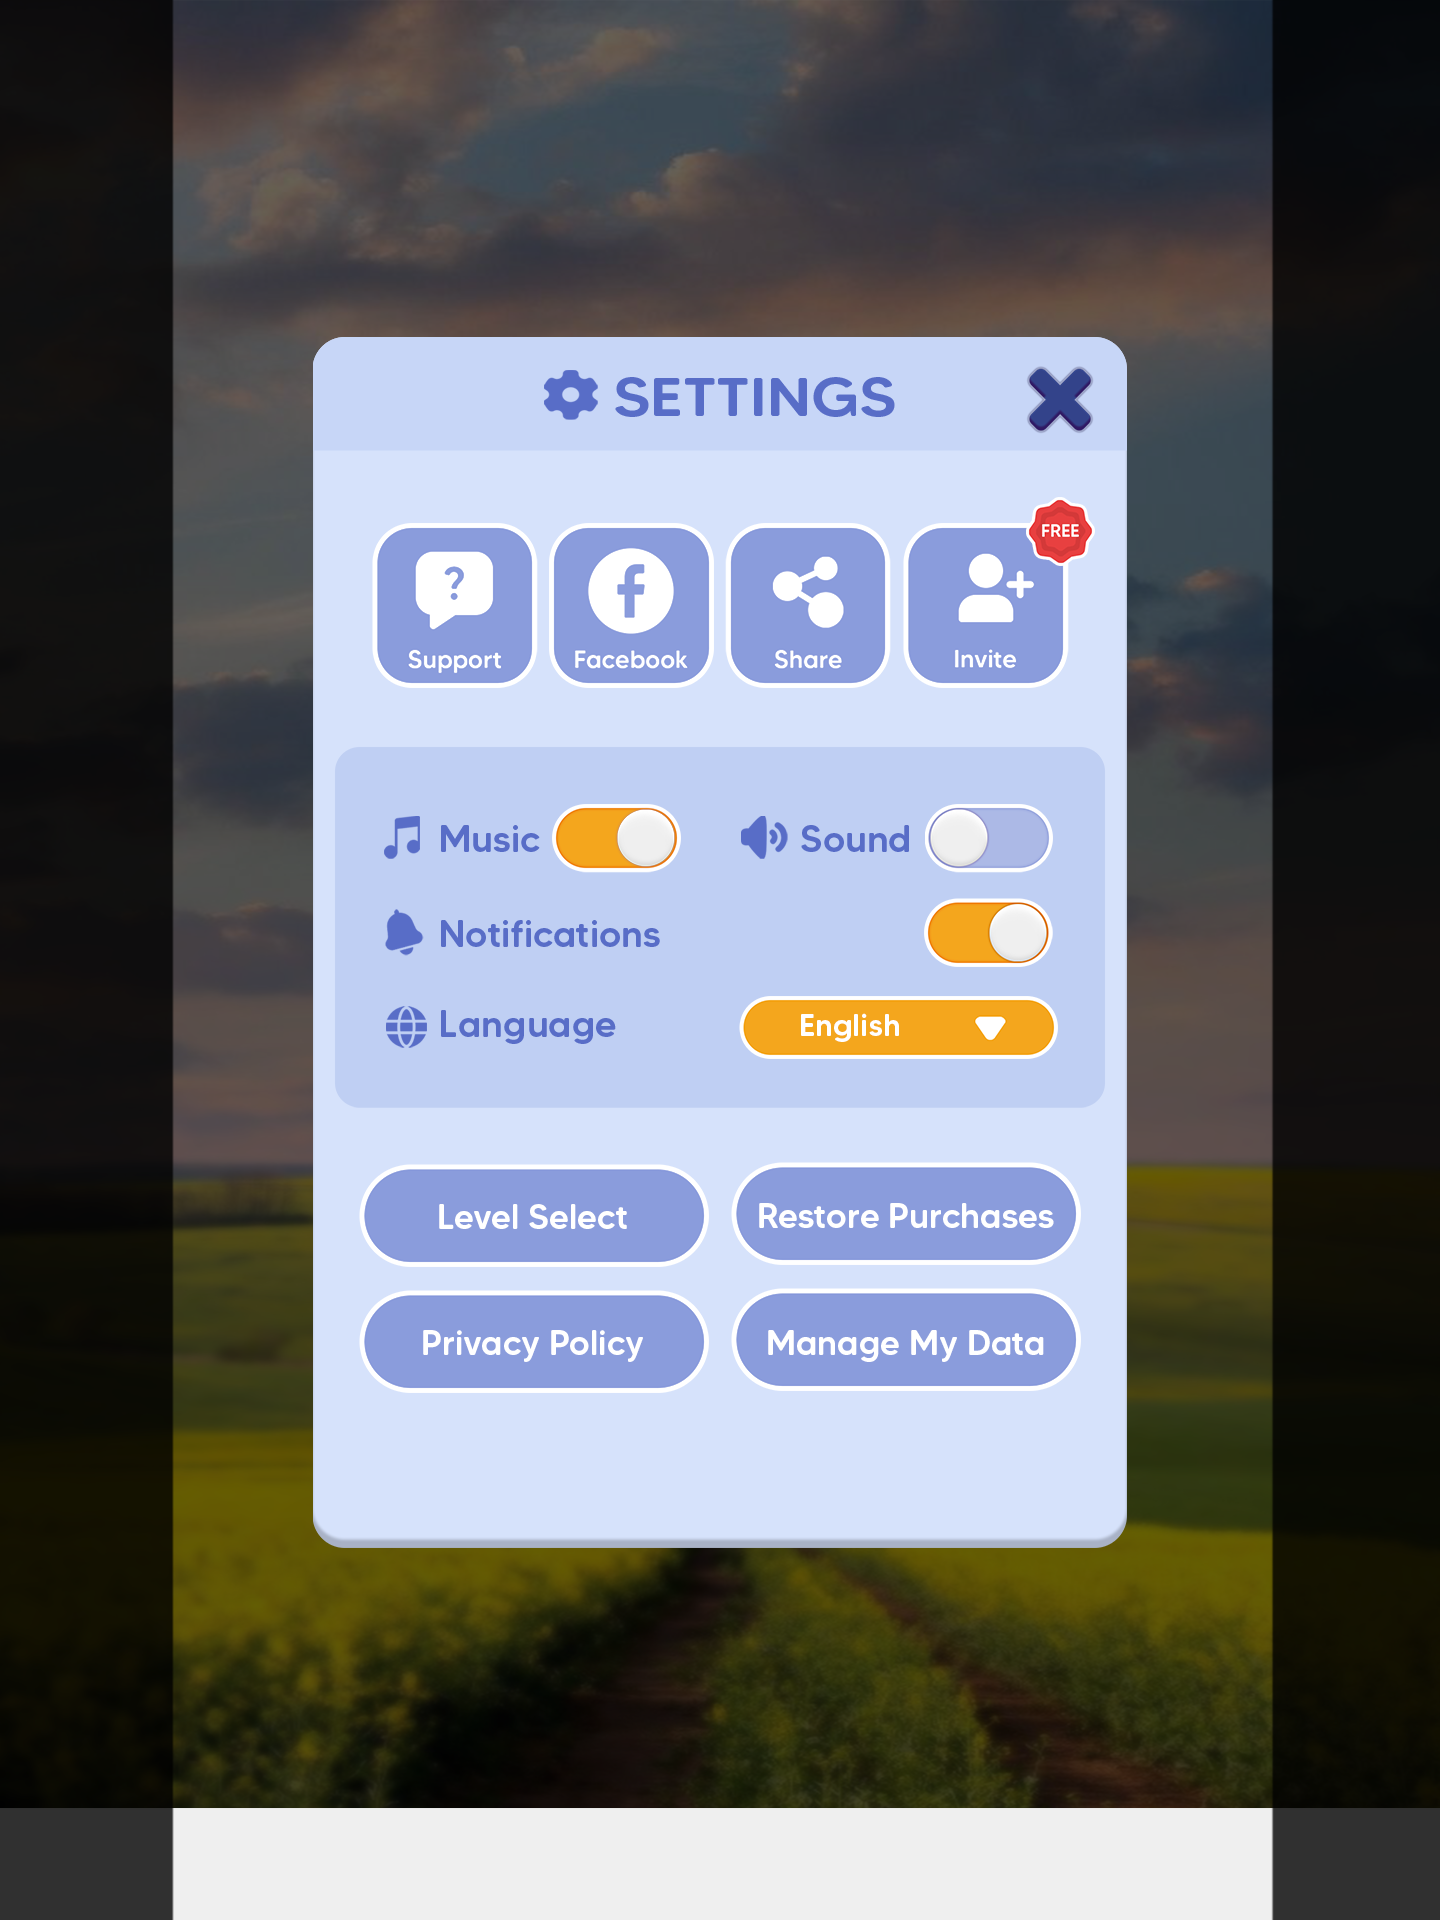 SETTINGS
FREE
?
Support
Facebook
Share
Invite
Music
Sound
Notifications
Language
English
Level Select
Restore Purchases
Privacy Policy
Manage My Data